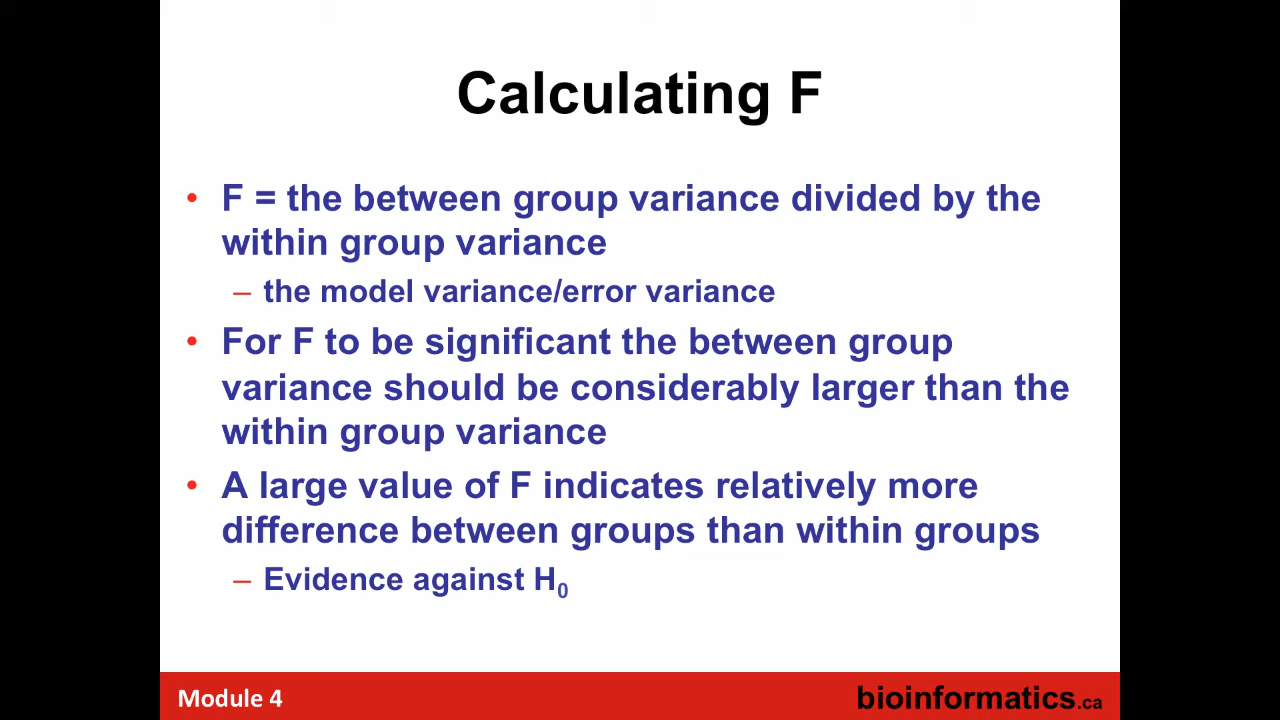 Calculating F
• F = the between group variance divided by the
within group variance
– the model variance/error variance
• For F to be significant the between group
variance should be considerably larger than the
within group variance
• A large value of F indicates relatively more
difference between groups than within groups
– Evidence against H₀
Module 4
bioinformatics.ca